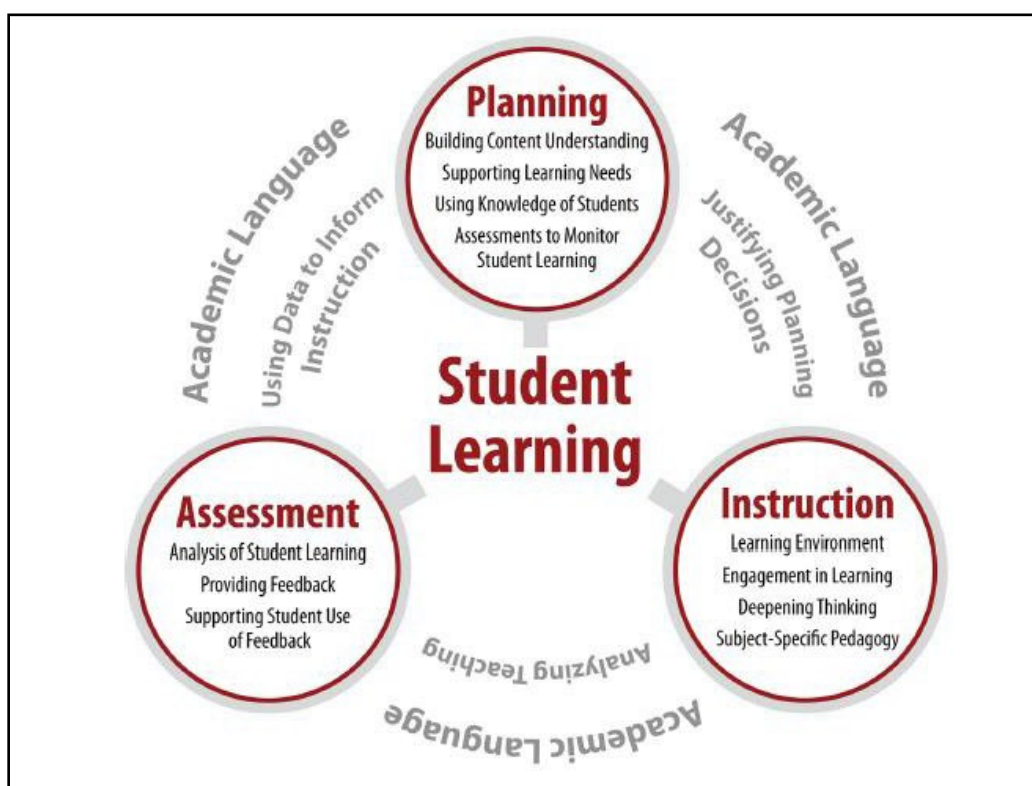 Planning
Building Content Understanding
Supporting Learning Needs
Using Knowledge of Students
Assessments to Monitor
Student Learning
Academic Language
Using Data to Inform
Instruction
Academic Language
Justifying Planning
Decisions
Student
Learning
Assessment
Analysis of Student Learning
Providing Feedback
Supporting Student Use
of Feedback
Instruction
Learning Environment
Engagement in Learning
Deepening Thinking
Subject-Specific Pedagogy
Analyzing Teaching
Academic Language